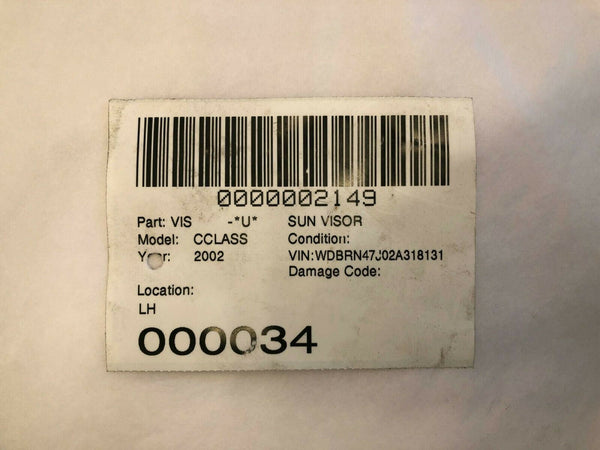 0000002149
Part: VIS -*U* SUN VISOR
Model: CCLASS Condition:
Year: 2002 VIN:WDBRN47J02A318131
Damage Code:
Location:
LH
000034